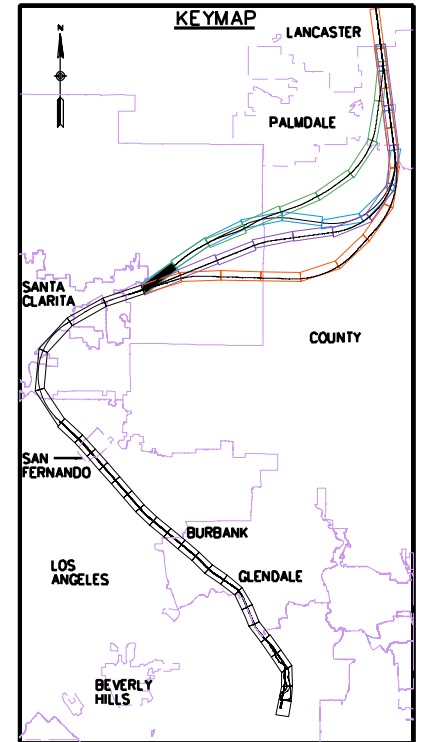 KEYMAP
N
LANCASTER
PALMDALE
SANTA
CLARITA
COUNTY
SAN
FERNANDO
BURBANK
LOS
ANGELES
GLENDALE
BEVERLY
HILLS